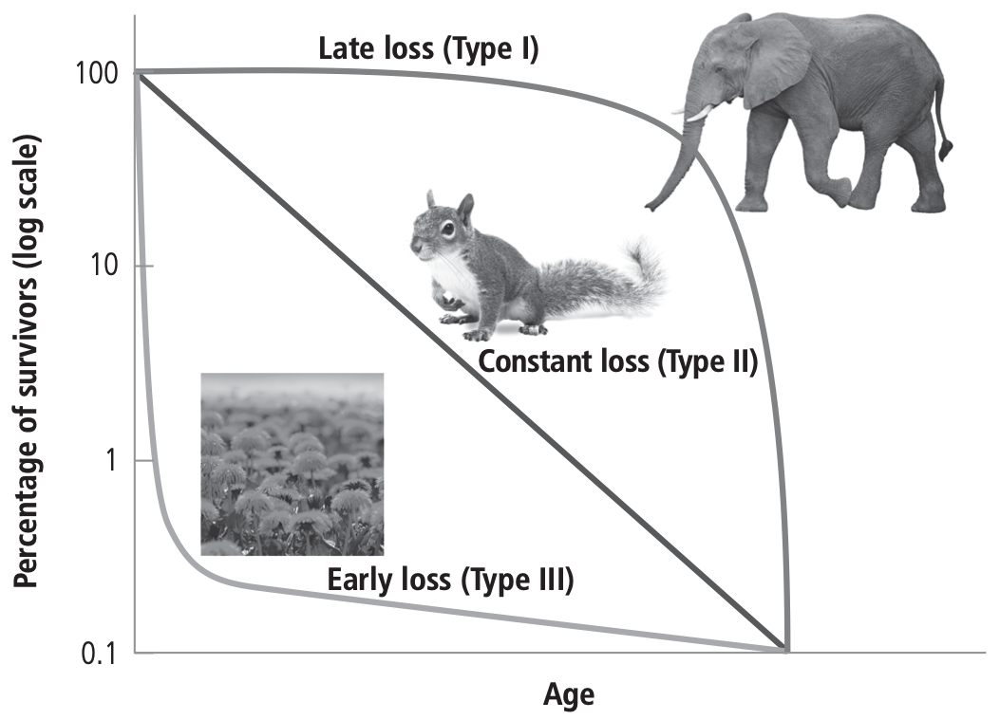 Late loss (Type I)
100
10
1
0.1
Percentage of survivors (log scale)
Constant loss (Type II)
Early loss (Type III)
Age